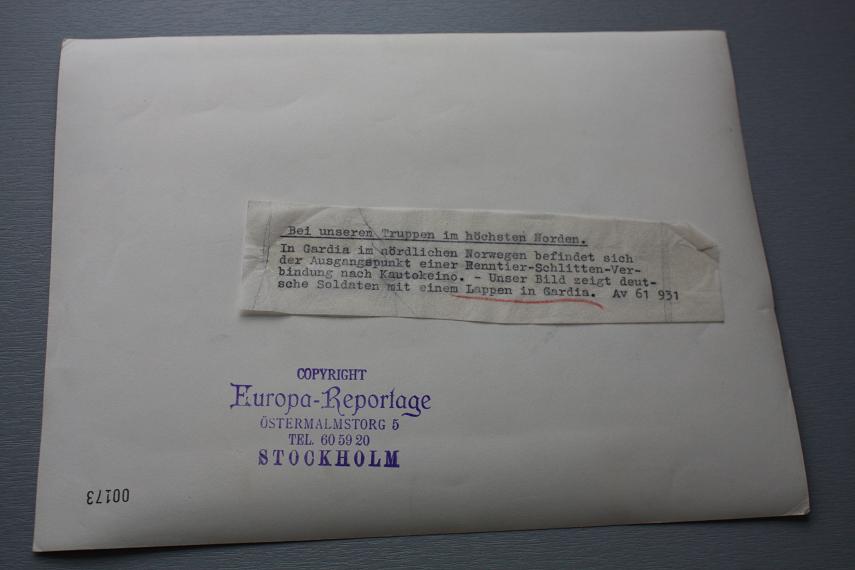 Bei unseren Truppen im höchsten Norden.
In Gardia im nördlichen Norwegen befindet sich
der Ausgangspunkt einer Renntier-Schlitten-Ver-
bindung nach Kautokeino. - Unser Bild zeigt deut-
sche Soldaten mit einem Lappen in Gardia. Av 61 931
COPYRIGHT
Europa-Reportage
ÖSTERMALMSTORG 5
TEL. 60 59 20
STOCKHOLM
00173